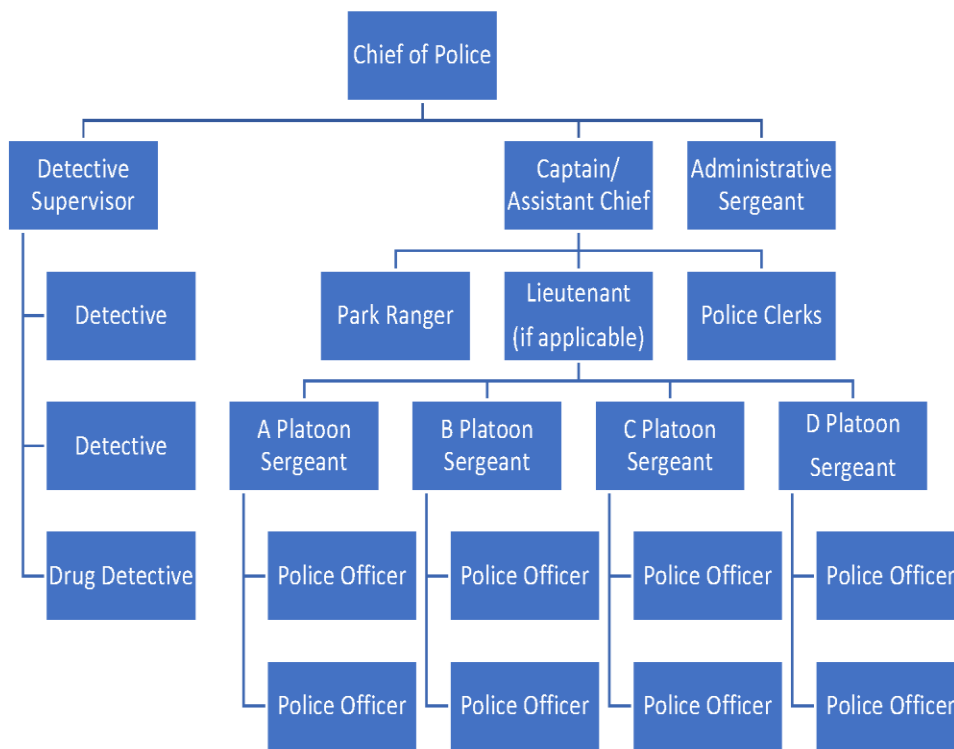 Chief of Police
Detective
Supervisor
Captain/
Assistant Chief
Administrative
Sergeant
Detective
Park Ranger
Lieutenant
(if applicable)
Police Clerks
Detective
A Platoon
Sergeant
B Platoon
Sergeant
C Platoon
Sergeant
D Platoon
Sergeant
Drug Detective
Police Officer
Police Officer
Police Officer
Police Officer
Police Officer
Police Officer
Police Officer
Police Officer